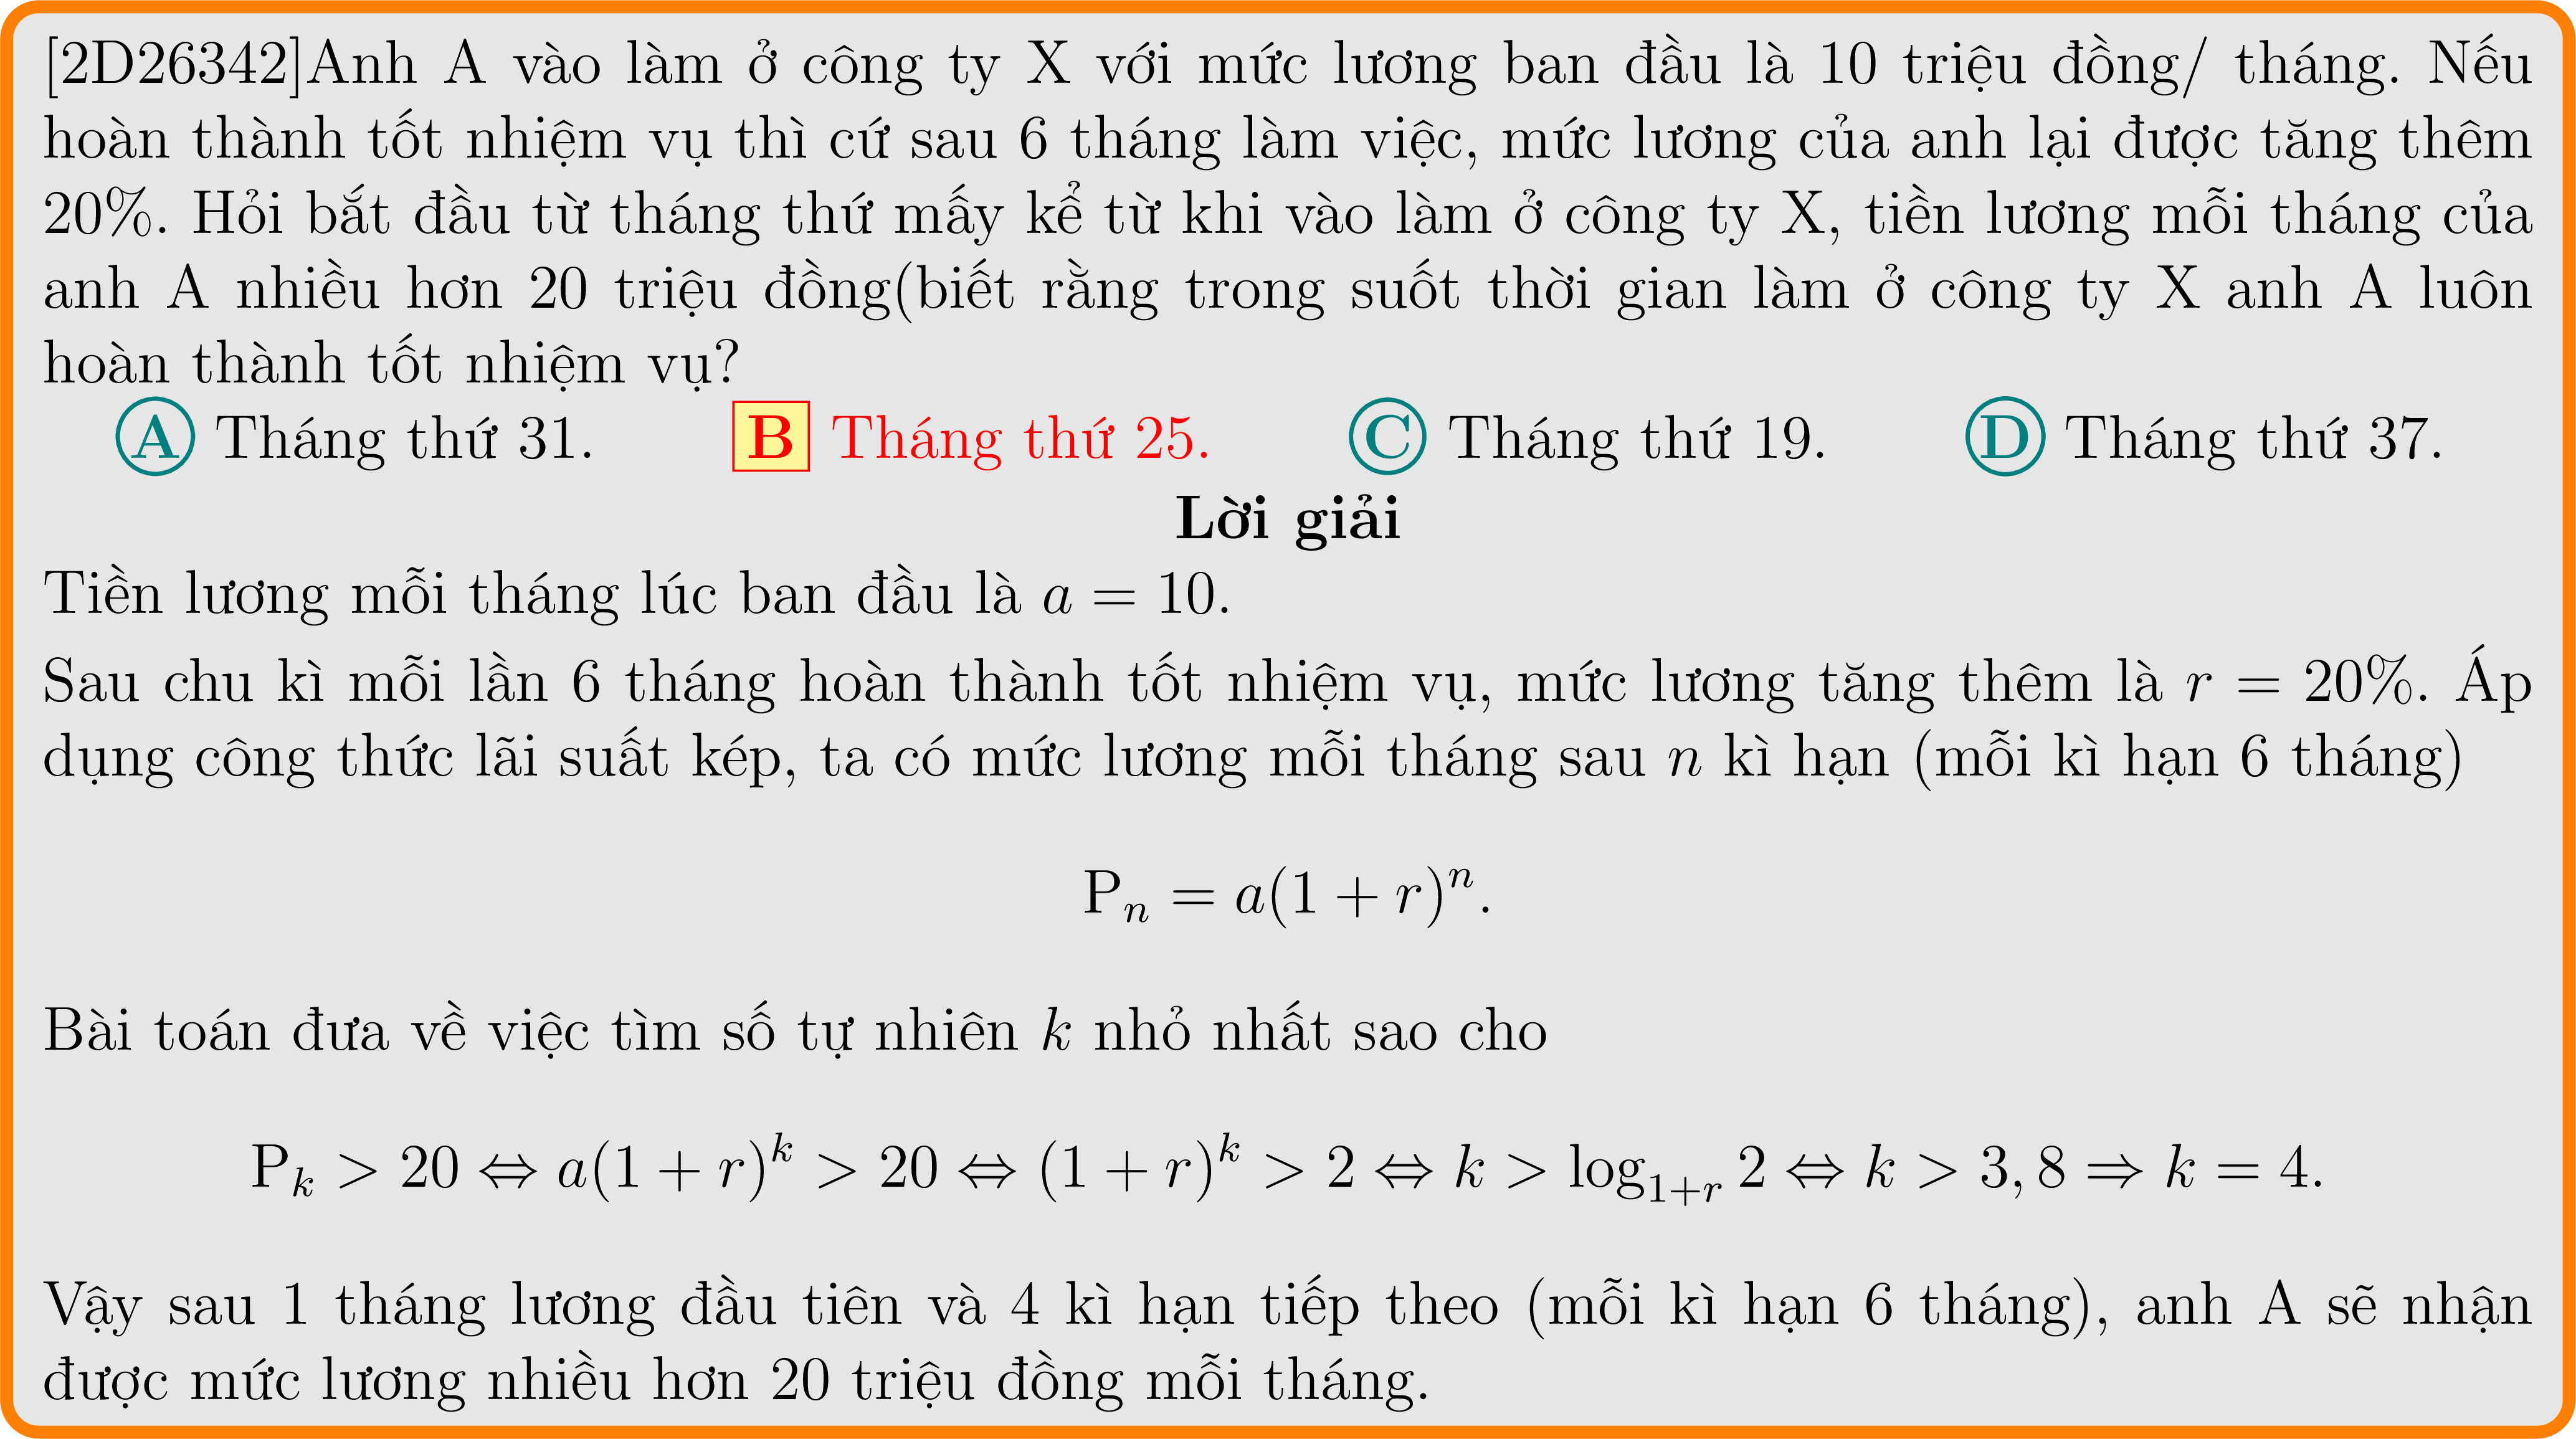 [2D26342]Anh A vào làm ở công ty X với mức lương ban đầu là 10 triệu đồng/ tháng. Nếu
hoàn thành tốt nhiệm vụ thì cứ sau 6 tháng làm việc, mức lương của anh lại được tăng thêm
20%. Hỏi bắt đầu từ tháng thứ mấy kể từ khi vào làm ở công ty X, tiền lương mỗi tháng của
anh A nhiều hơn 20 triệu đồng(biết rằng trong suốt thời gian làm ở công ty X anh A luôn
hoàn thành tốt nhiệm vụ?
A Tháng thứ 31. B Tháng thứ 25. C Tháng thứ 19. D Tháng thứ 37.
Lời giải
Tiền lương mỗi tháng lúc ban đầu là a = 10.
Sau chu kì mỗi lần 6 tháng hoàn thành tốt nhiệm vụ, mức lương tăng thêm là r = 20%. Áp
dụng công thức lãi suất kép, ta có mức lương mỗi tháng sau n kì hạn (mỗi kì hạn 6 tháng)
P_n = a(1 + r)^n.
Bài toán đưa về việc tìm số tự nhiên k nhỏ nhất sao cho
P_k > 20 ⇔ a(1 + r)^k > 20 ⇔ (1 + r)^k > 2 ⇔ k > log_{1+r} 2 ⇔ k > 3,8 ⇒ k = 4.
Vậy sau 1 tháng lương đầu tiên và 4 kì hạn tiếp theo (mỗi kì hạn 6 tháng), anh A sẽ nhận
được mức lương nhiều hơn 20 triệu đồng mỗi tháng.